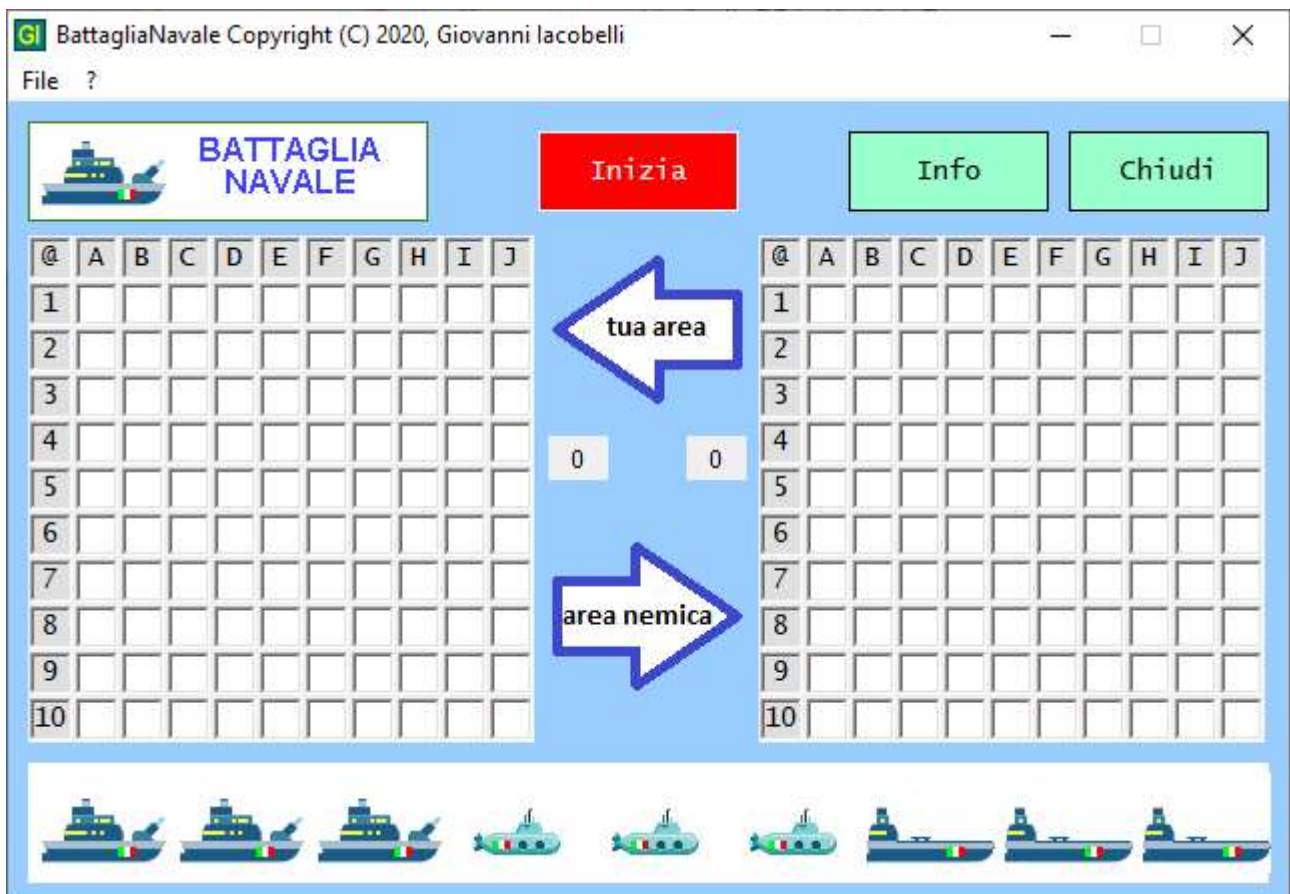 GI BattagliaNavale Copyright (C) 2020, Giovanni Iacobelli
File ?
BATTAGLIA
NAVALE
Inizia
Info
Chiudi
@ A B C D E F G H I J
1
2
3
4
5
6
7
8
9
10
tua area
0 0
area nemica
@ A B C D E F G H I J
1
2
3
4
5
6
7
8
9
10